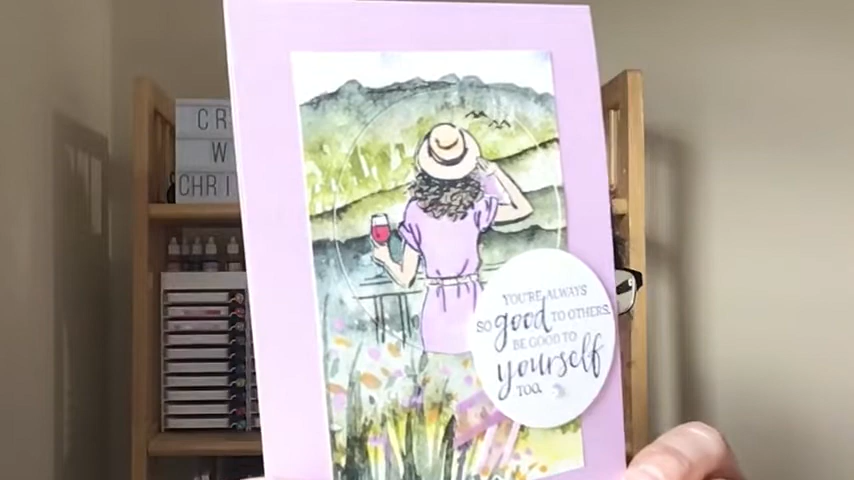 CR
W
CHRI
YOU'RE ALWAYS
SO good TO OTHERS.
BE GOOD TO
yourself
TOO.